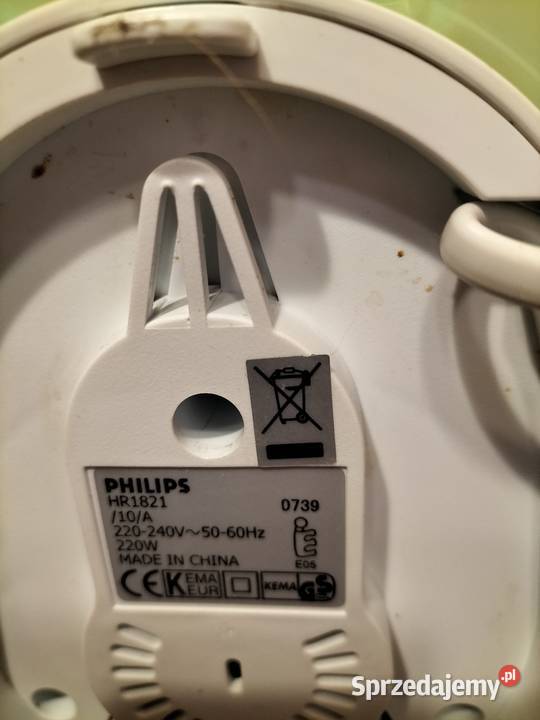 PHILIPS
HR1821
/10/A
220-240V~50-60Hz
220W
MADE IN CHINA
0739
E05
CE KEMA EUR KEMA GS
Sprzedajemy.pl